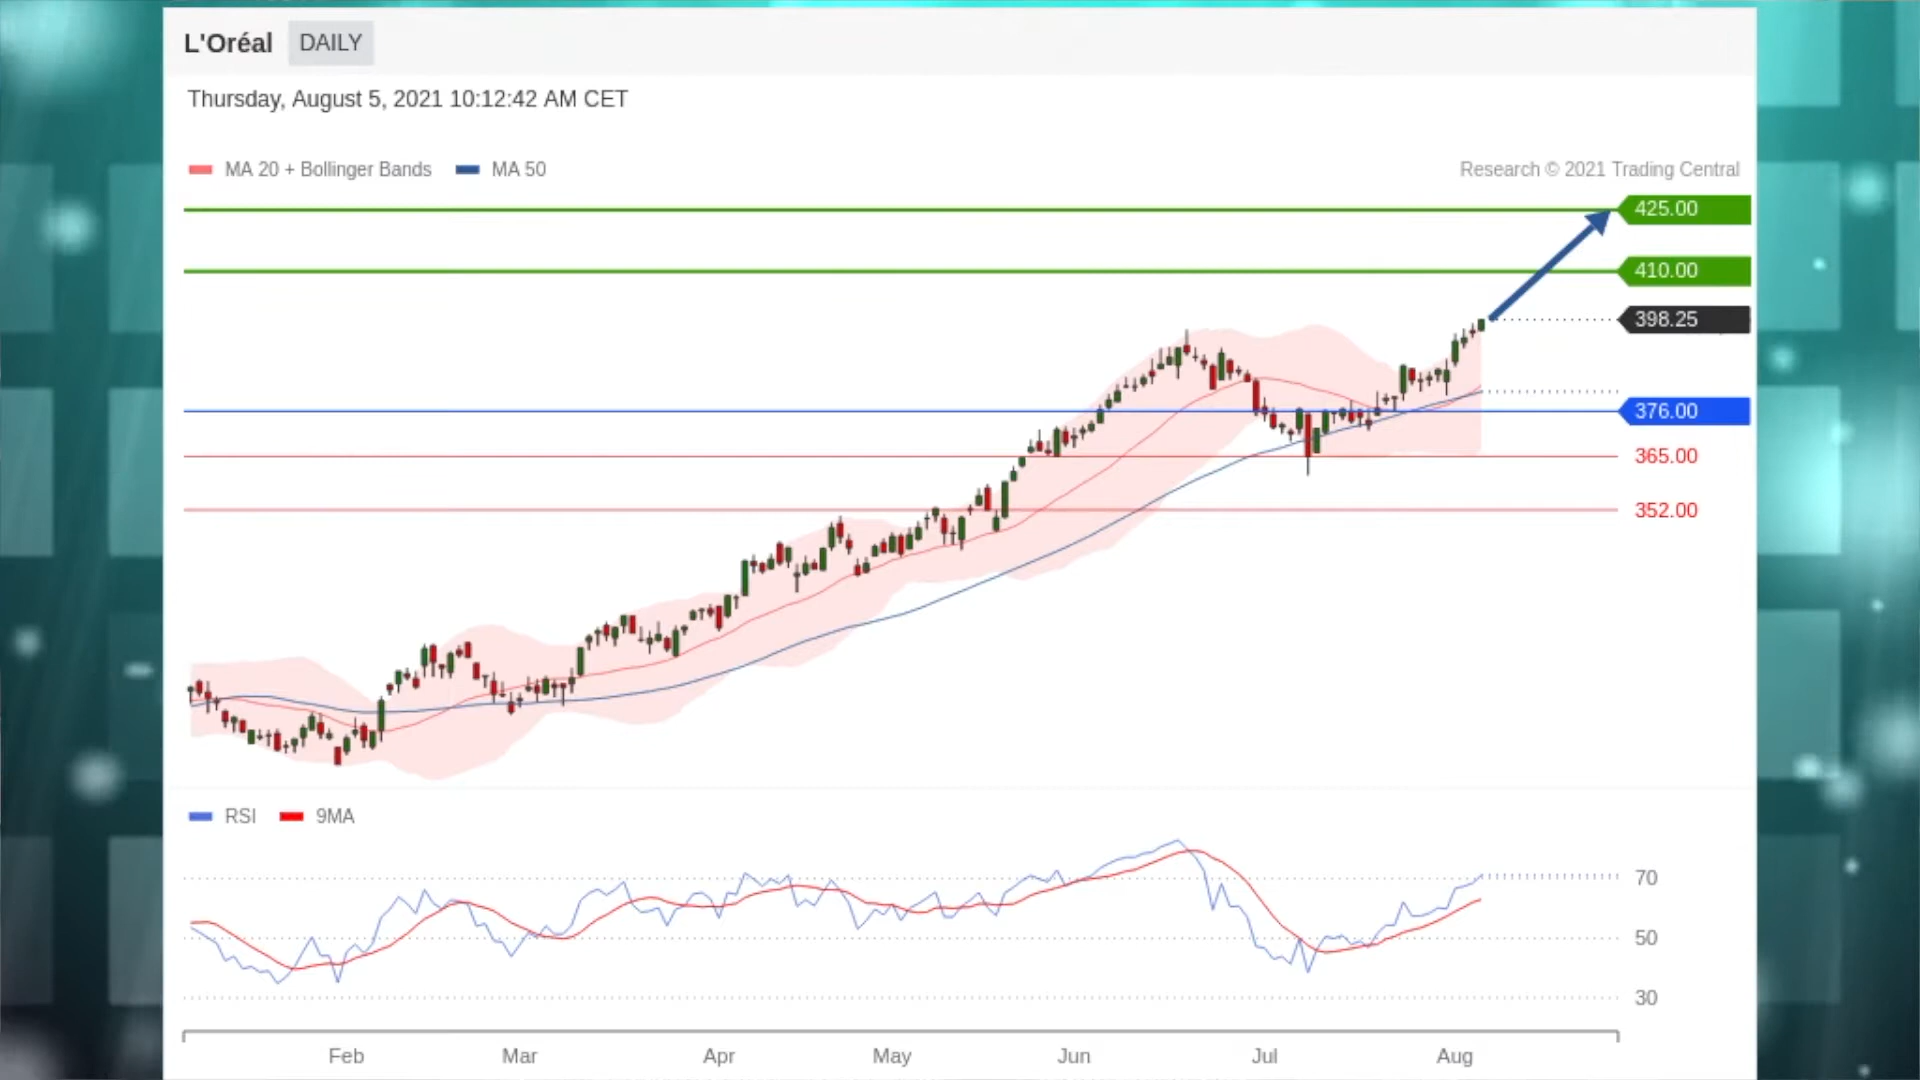 L'Oréal DAILY
Thursday, August 5, 2021 10:12:42 AM CET
MA 20 + Bollinger Bands MA 50
Research © 2021 Trading Central
425.00
410.00
398.25
376.00
365.00
352.00
RSI 9MA
70
50
30
Feb Mar Apr May Jun Jul Aug